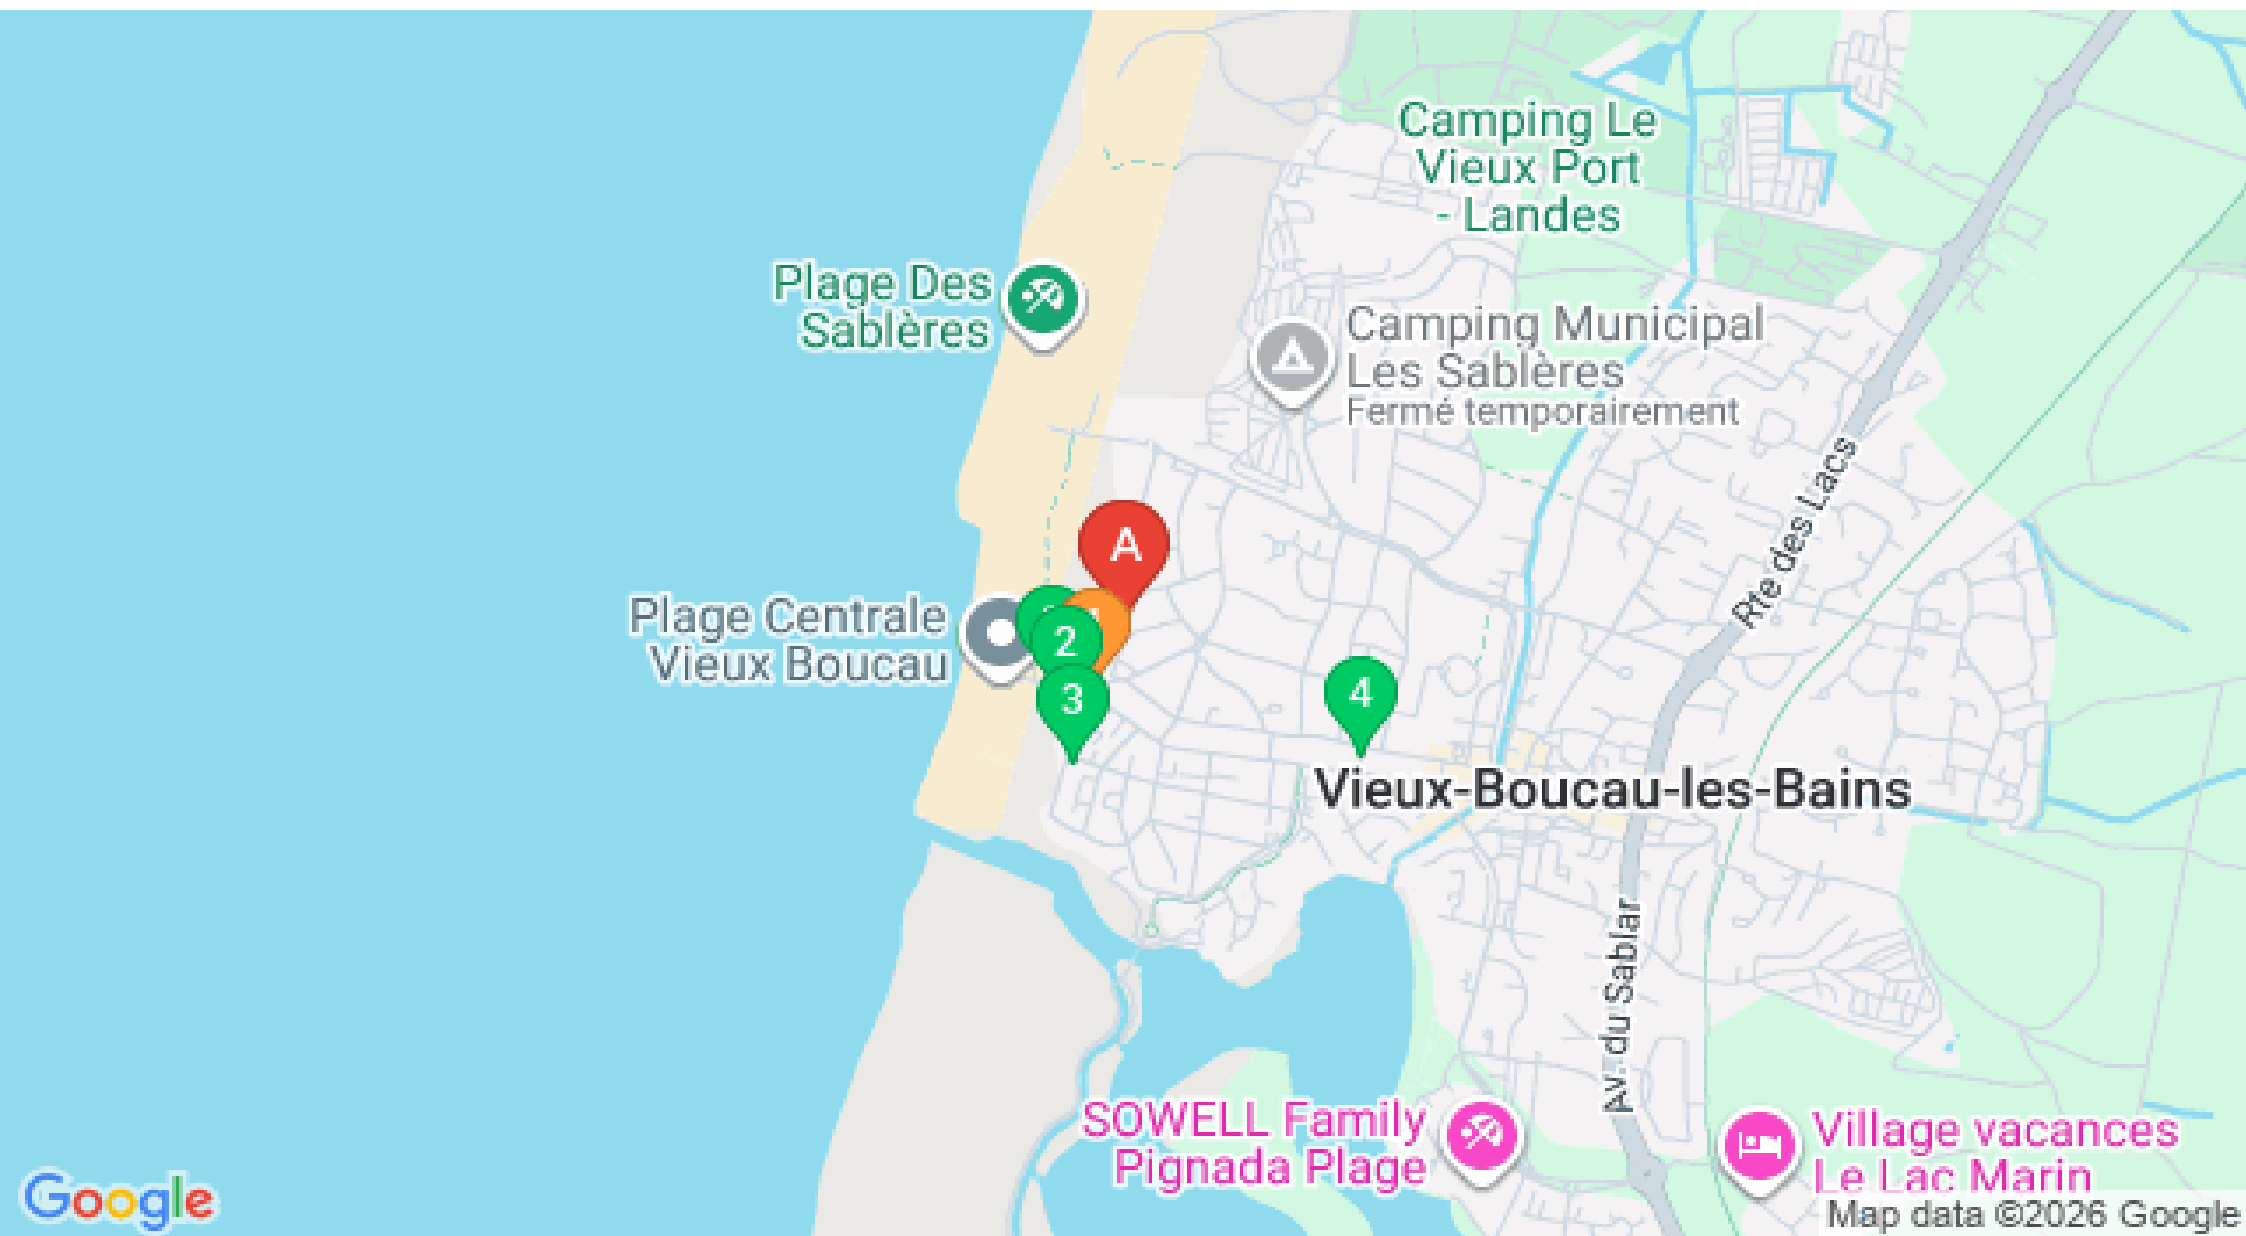 Camping Le
Vieux Port
- Landes
Plage Des
Sablères
Camping Municipal
Les Sablères
Fermé temporairement
Rte des Lacs
A
Plage Centrale
Vieux Boucau
2
3
4
Vieux-Boucau-les-Bains
Av. du Sablar
SOWELL Family
Pignada Plage
Village vacances
Le Lac Marin
Google
Map data ©2026 Google